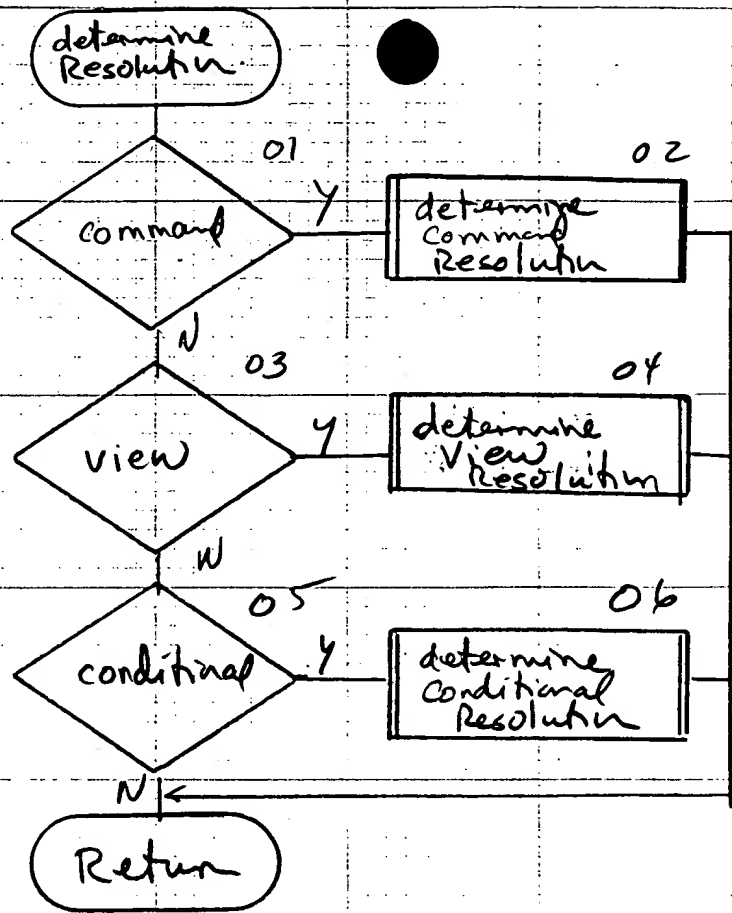 determine
Resolution
01
command
Y
02
determine
command
Resolution
N
03
view
Y
04
determine
View
Resolution
N
05
conditional
Y
06
determine
conditional
Resolution
N
Return